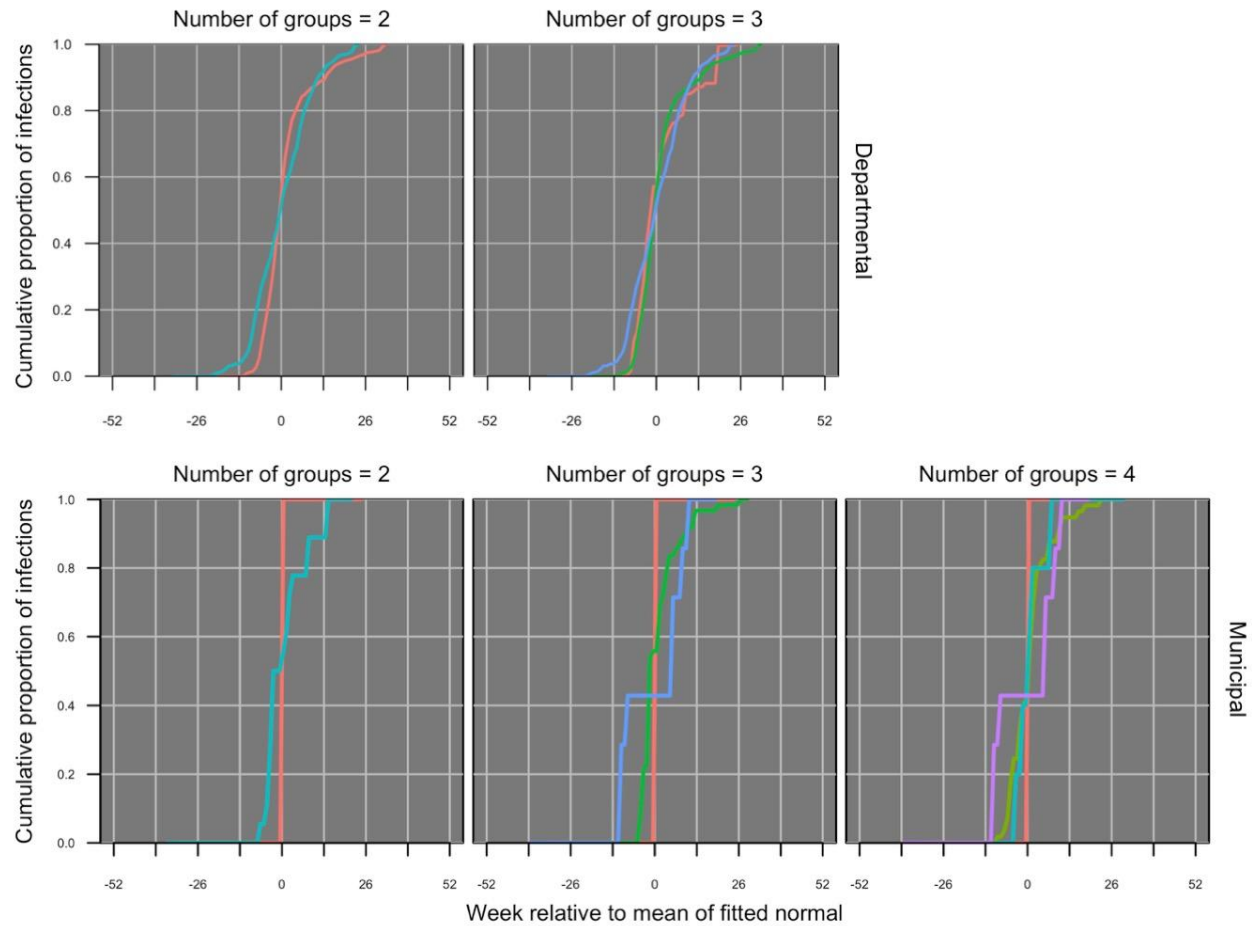 Number of groups = 2
Number of groups = 3
Cumulative proportion of infections
1.0
0.8
0.6
0.4
0.2
0.0
-52 -26 0 26 52
-52 -26 0 26 52
Departmental
Number of groups = 2
Number of groups = 3
Number of groups = 4
Cumulative proportion of infections
1.0
0.8
0.6
0.4
0.2
0.0
-52 -26 0 26 52
-52 -26 0 26 52
-52 -26 0 26 52
Municipal
Week relative to mean of fitted normal